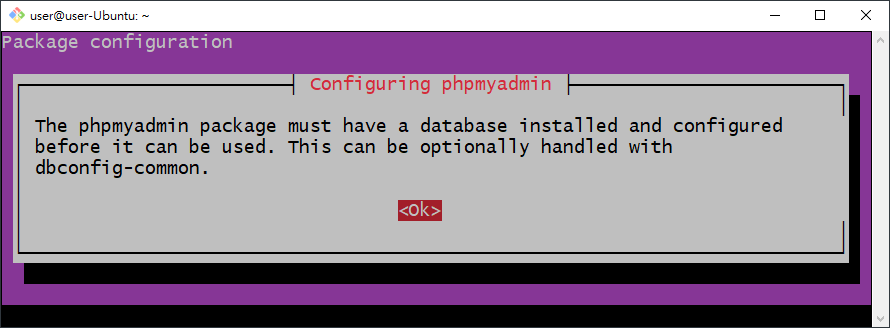 user@user-Ubuntu: ~
Package configuration
Configuring phpmyadmin
The phpmyadmin package must have a database installed and configured
before it can be used. This can be optionally handled with
dbconfig-common.
<Ok>